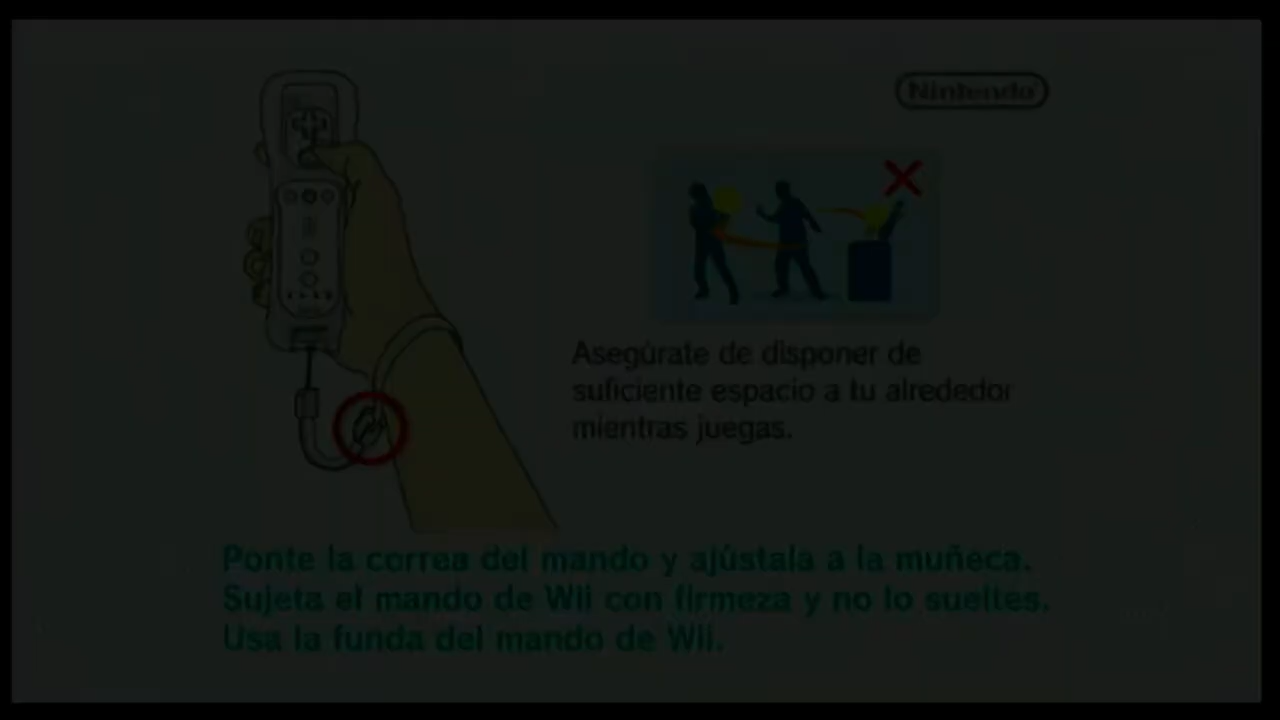 Nintendo
Asegúrate de disponer de
suficiente espacio a tu alrededor
mientras juegas.
Ponte la correa del mando y ajústala a la muñeca.
Sujeta el mando de Wii con firmeza y no lo sueltes.
Usa la funda del mando de Wii.